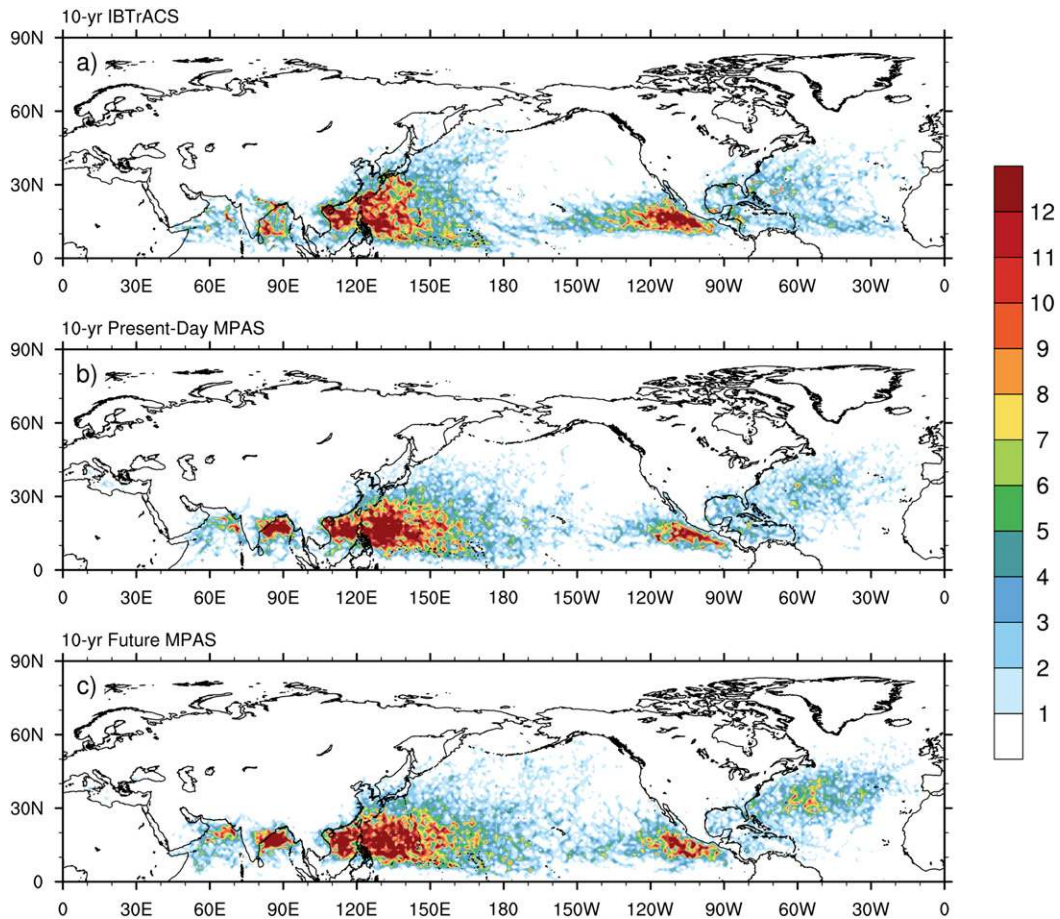 10-yr IBTrACS
90N
a)
60N
30N
0
0 30E 60E 90E 120E 150E 180 150W 120W 90W 60W 30W 0
10-yr Present-Day MPAS
90N
b)
60N
30N
0
0 30E 60E 90E 120E 150E 180 150W 120W 90W 60W 30W 0
10-yr Future MPAS
90N
c)
60N
30N
0
0 30E 60E 90E 120E 150E 180 150W 120W 90W 60W 30W 0
12
11
10
9
8
7
6
5
4
3
2
1